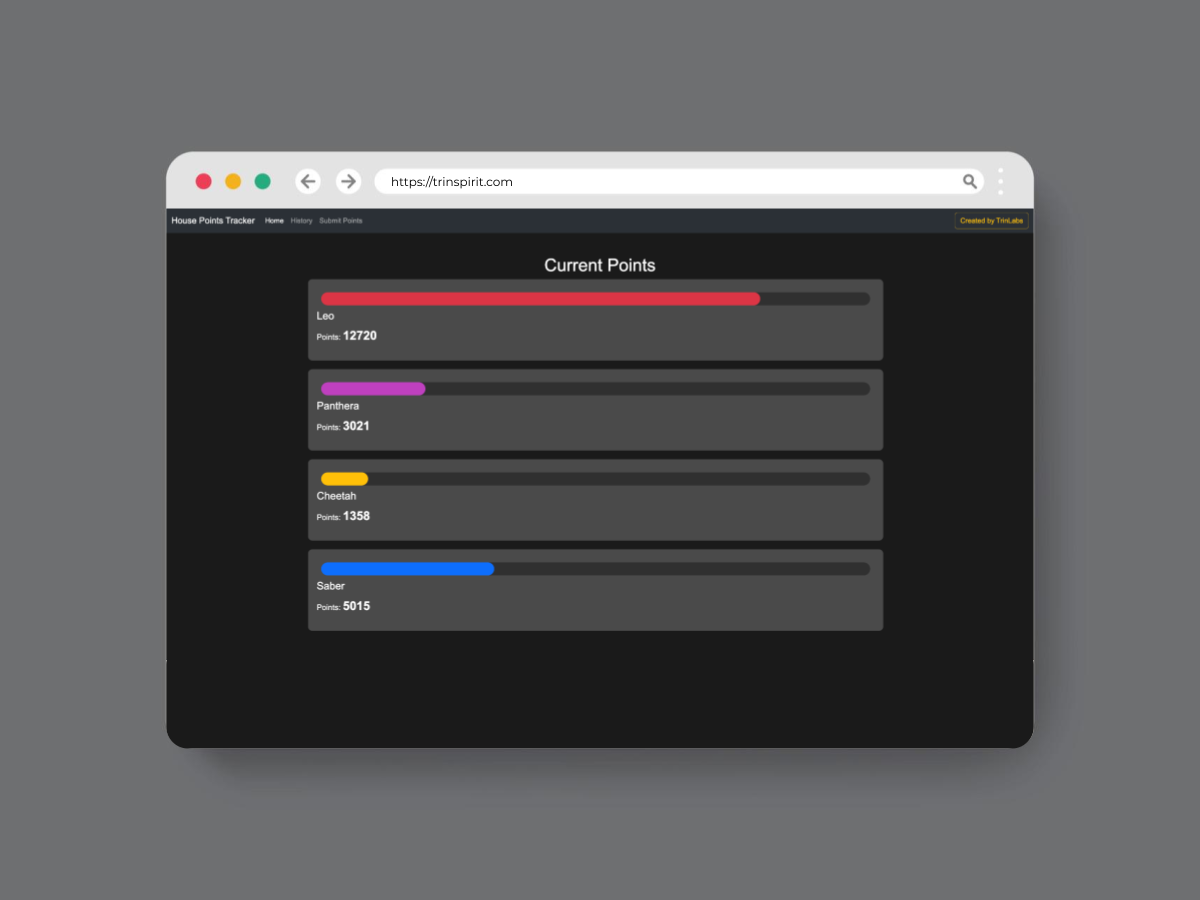 https://trinspirit.com
House Points Tracker Home History Submit Points Created by TrinLabs
Current Points
Leo
Points: 12720
Panthera
Points: 3021
Cheetah
Points: 1358
Saber
Points: 5015